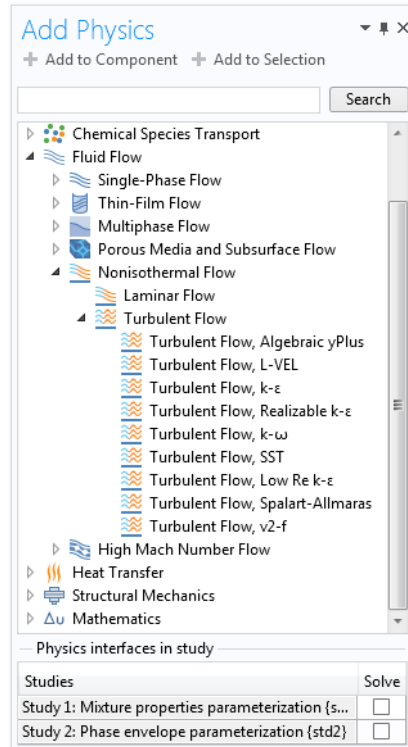 Add Physics
Add to Component Add to Selection
Search
Chemical Species Transport
Fluid Flow
Single-Phase Flow
Thin-Film Flow
Multiphase Flow
Porous Media and Subsurface Flow
Nonisothermal Flow
Laminar Flow
Turbulent Flow
Turbulent Flow, Algebraic yPlus
Turbulent Flow, L-VEL
Turbulent Flow, k-ε
Turbulent Flow, Realizable k-ε
Turbulent Flow, k-ω
Turbulent Flow, SST
Turbulent Flow, Low Re k-ε
Turbulent Flow, Spalart-Allmaras
Turbulent Flow, v2-f
High Mach Number Flow
Heat Transfer
Structural Mechanics
Δu Mathematics
Physics interfaces in study
Studies Solve
Study 1: Mixture properties parameterization {s...
Study 2: Phase envelope parameterization {std2}